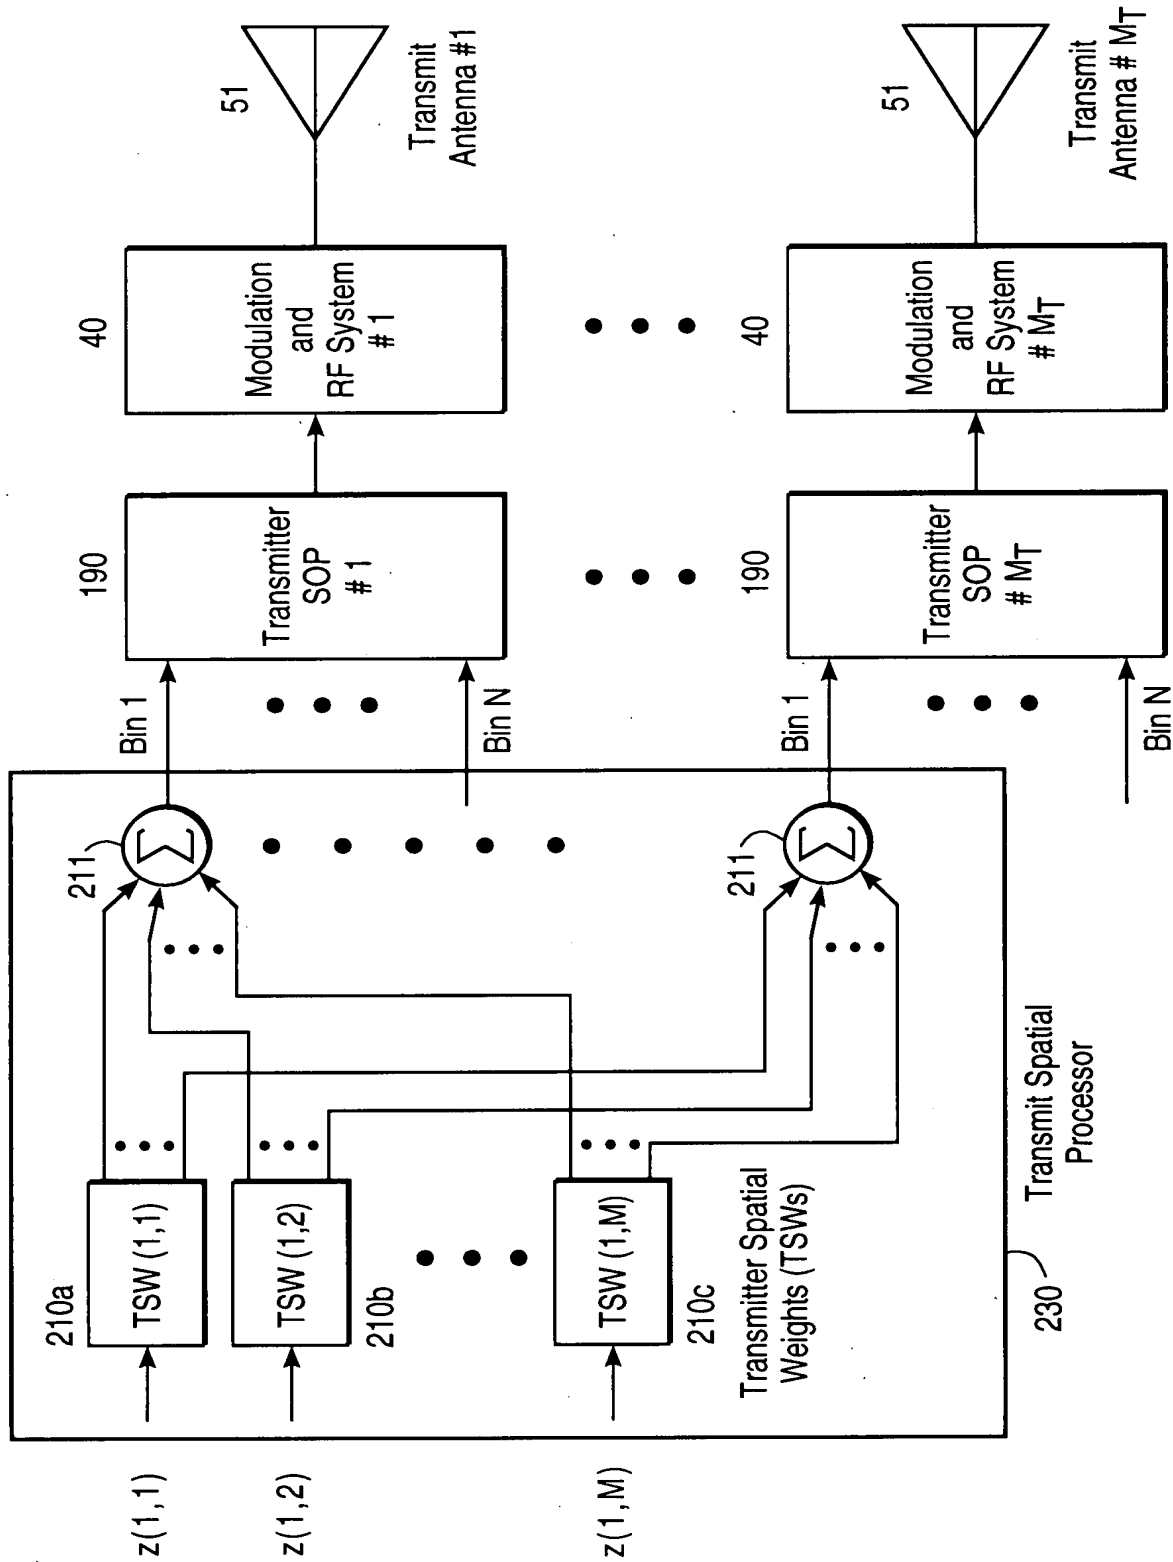 z(1,1)
z(1,2)
z(1,M)
210a
TSW (1,1)
TSW (1,2)
210b
TSW (1,M)
210c
Transmitter Spatial
Weights (TSWs)
211
Σ
211
Σ
230
Transmit Spatial
Processor
Bin 1
Bin N
Bin 1
Bin N
190
Transmitter
SOP
# 1
190
Transmitter
SOP
# MT
40
Modulation
and
RF System
# 1
40
Modulation
and
RF System
# MT
51
Transmit
Antenna #1
51
Transmit
Antenna # MT